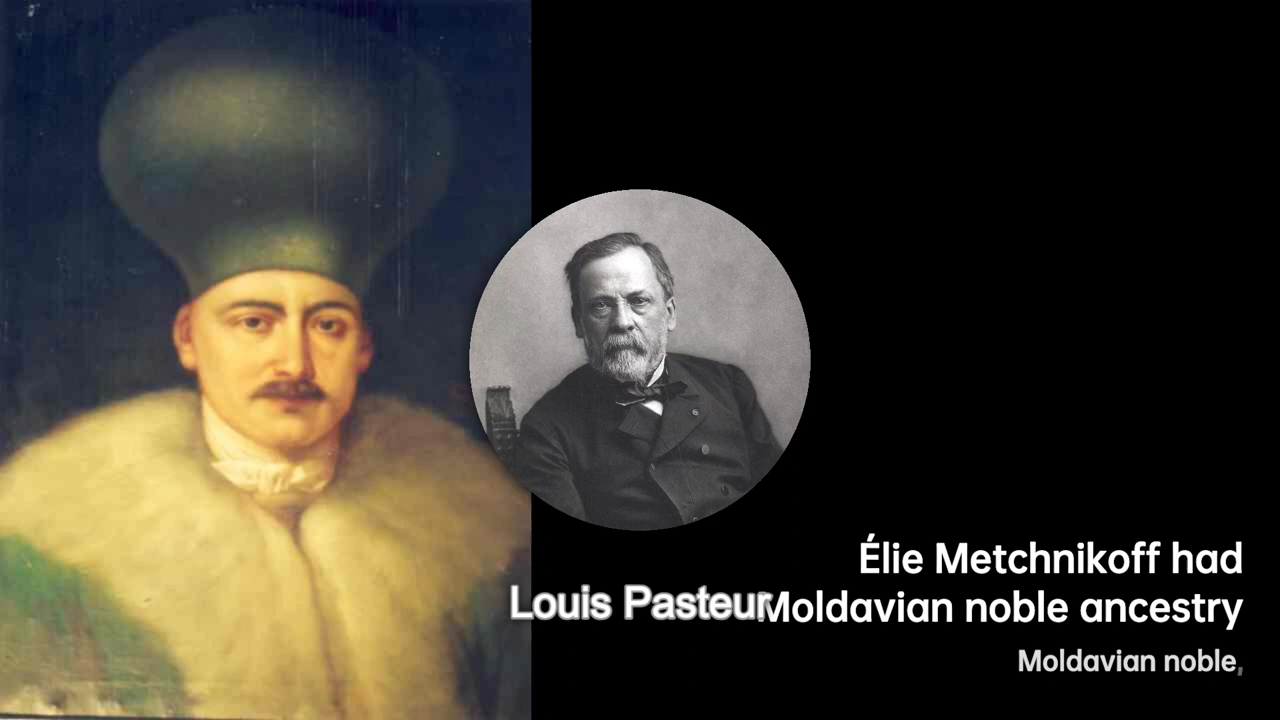 Élie Metchnikoff had
Louis Pasteur
Moldavian noble ancestry
Moldavian noble,